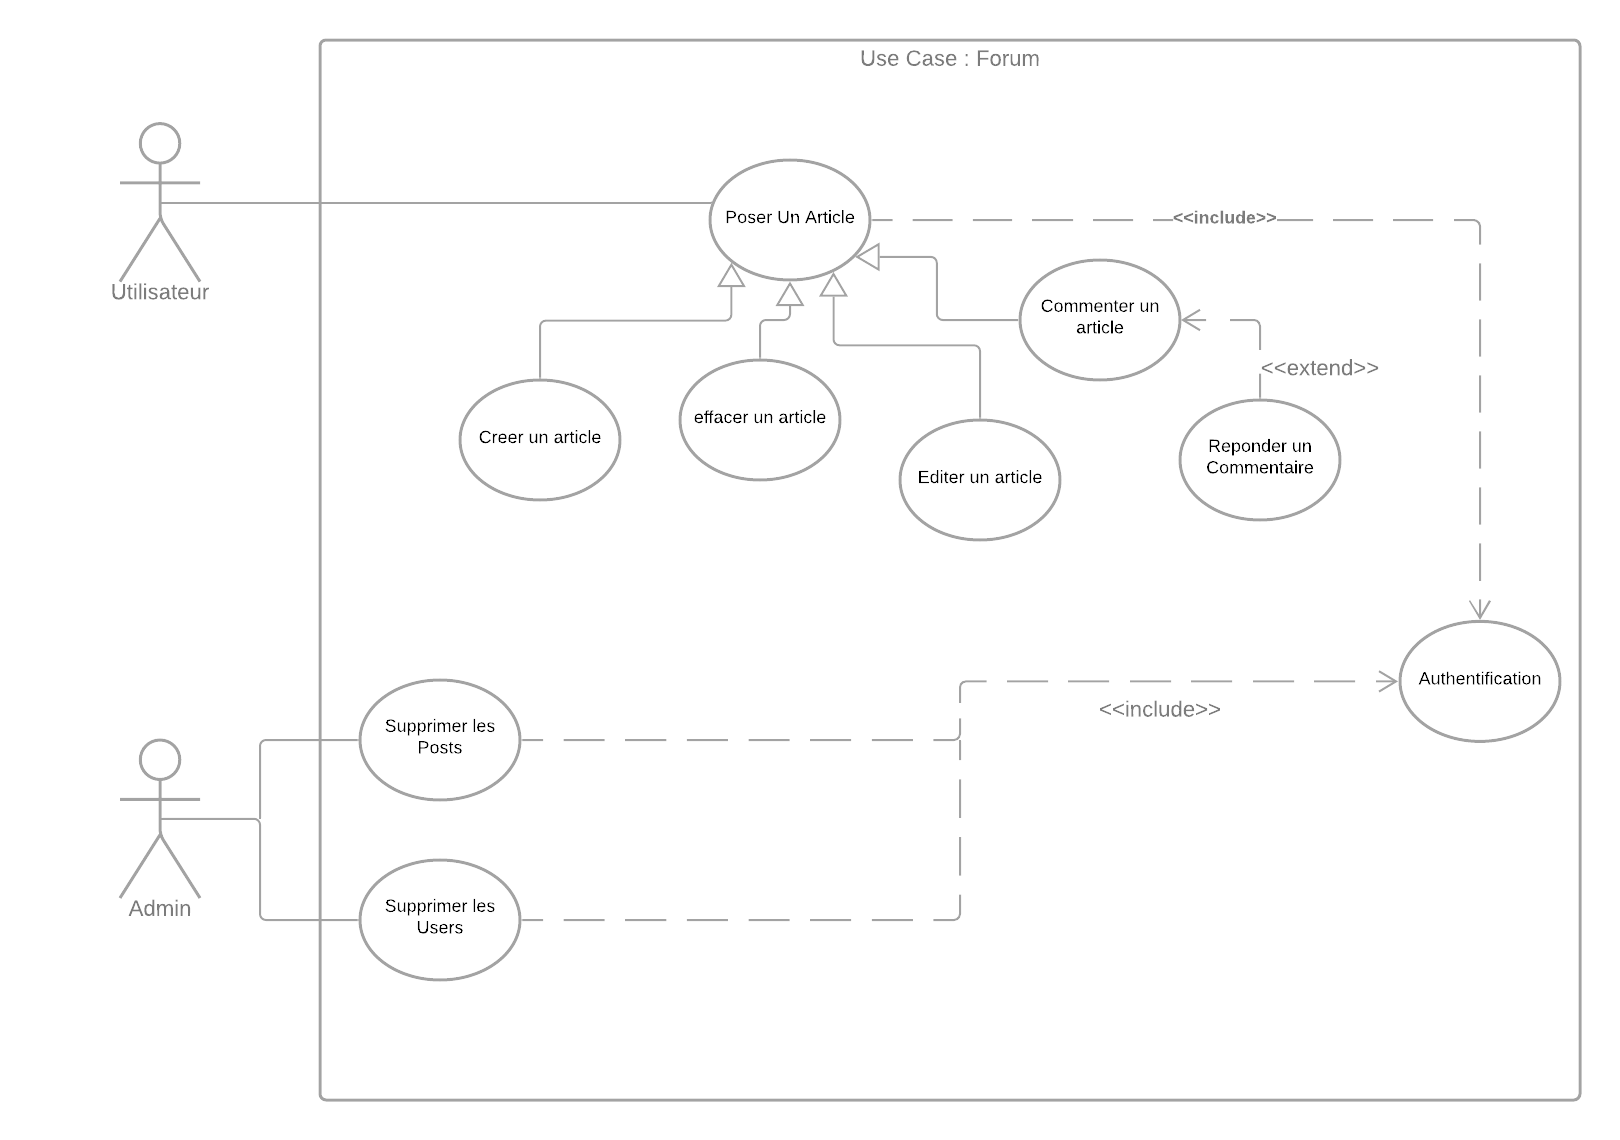 Use Case : Forum
Utilisateur
Poser Un Article
<<include>>
Commenter un
article
<<extend>>
Creer un article
effacer un article
Editer un article
Reponder un
Commentaire
Authentification
<<include>>
Supprimer les
Posts
Admin
Supprimer les
Users